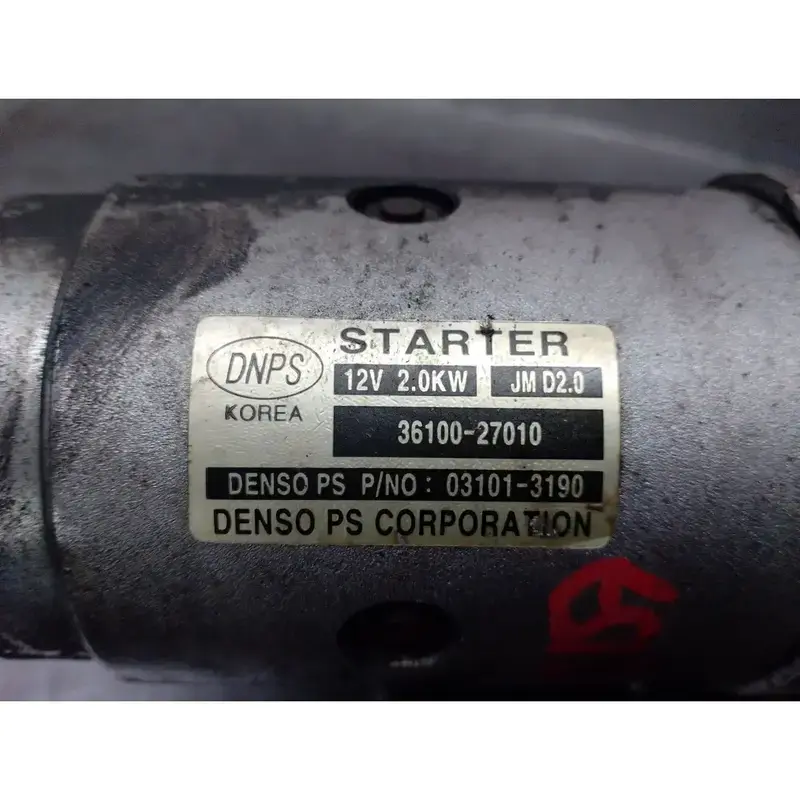 STARTER
DNPS
12V 2.0KW JM D2.0
KOREA
36100-27010
DENSO PS P/NO : 03101-3190
DENSO PS CORPORATION